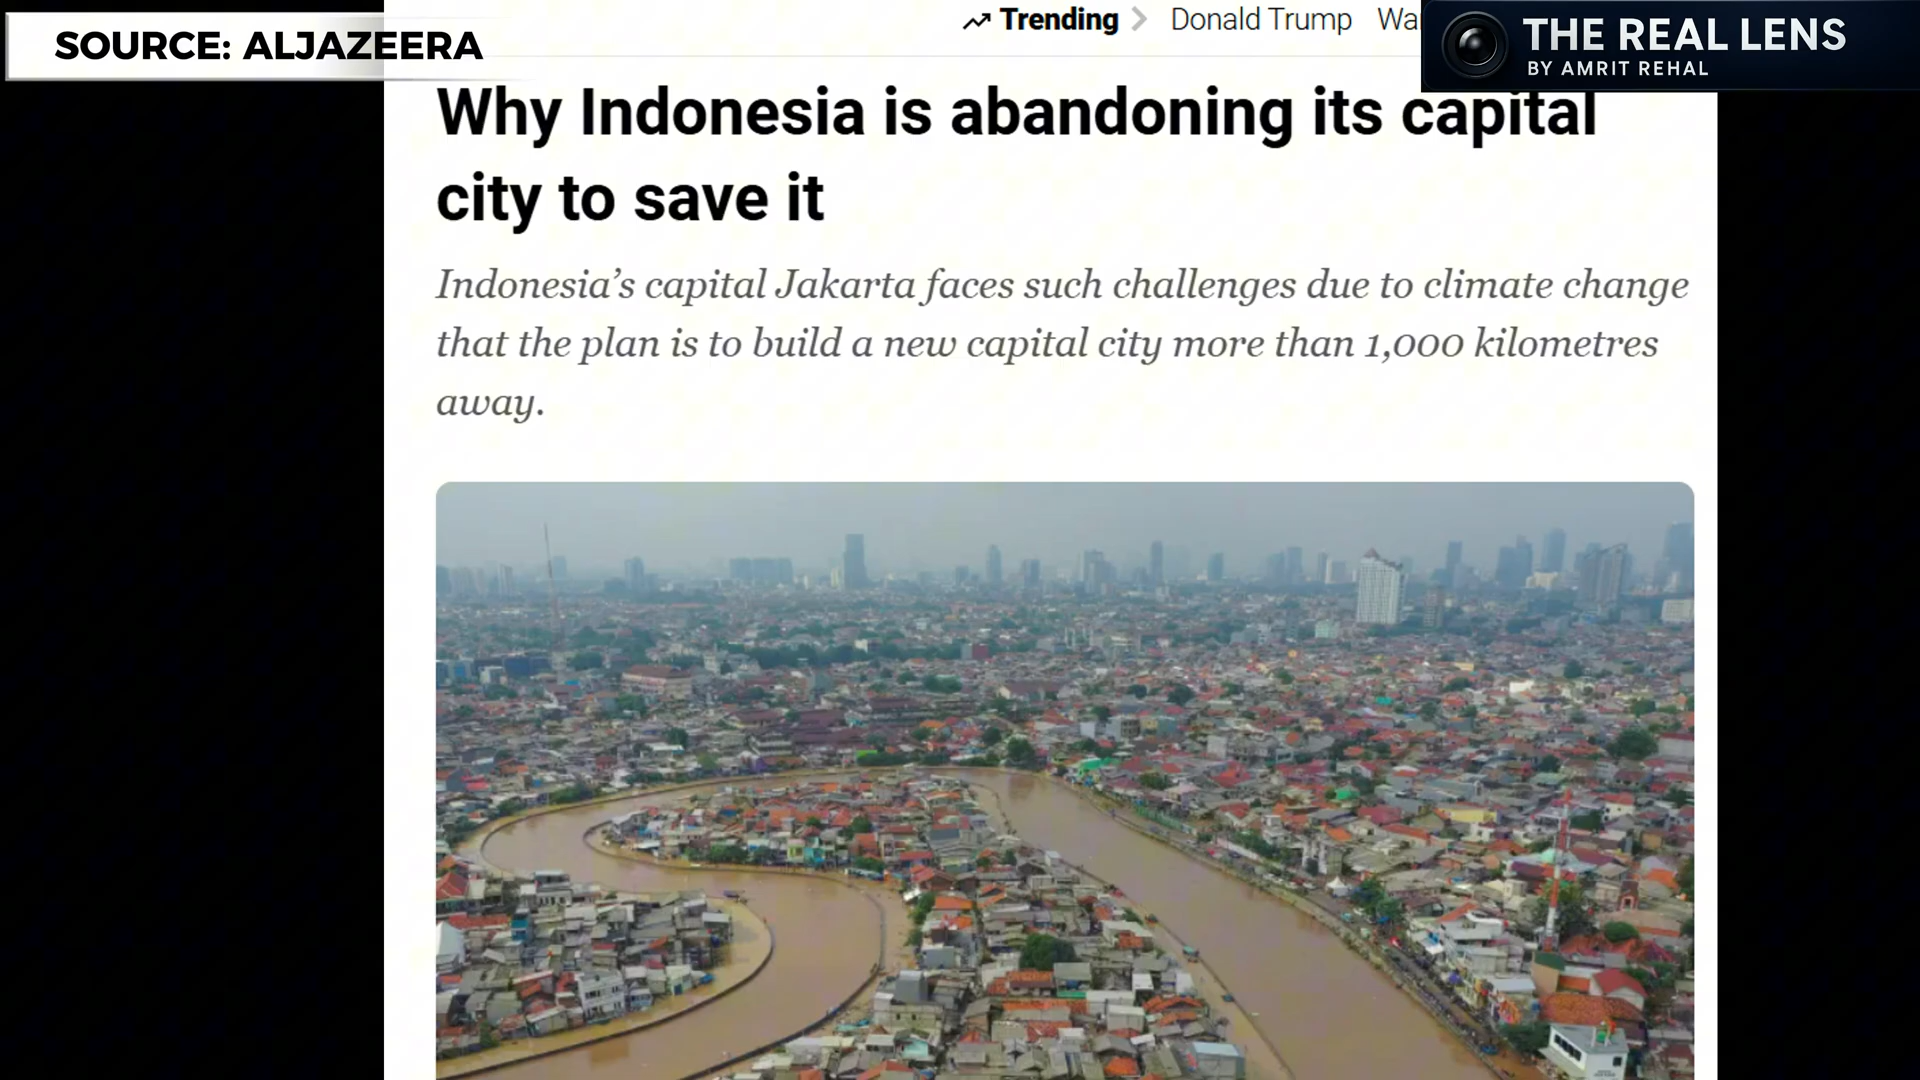 SOURCE: ALJAZEERA
Trending
Donald Trump
THE REAL LENS
BY AMRIT REHAL
Why Indonesia is abandoning its capital
city to save it
Indonesia’s capital Jakarta faces such challenges due to climate change
that the plan is to build a new capital city more than 1,000 kilometres
away.